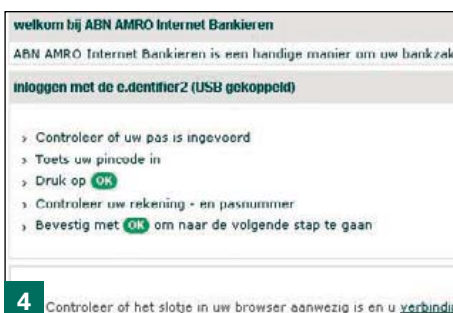 welkom bij ABN AMRO Internet Bankieren
ABN AMRO Internet Bankieren is een handige manier om uw bankzak
inloggen met de e.dentifier2 (USB gekoppeld)
> Controleer of uw pas is ingevoerd
> Toets uw pincode in
> Druk op OK
> Controleer uw rekening - en pasnummer
> Bevestig met OK om naar de volgende stap te gaan
4 Controleer of het slotje in uw browser aanwezig is en u verbindin